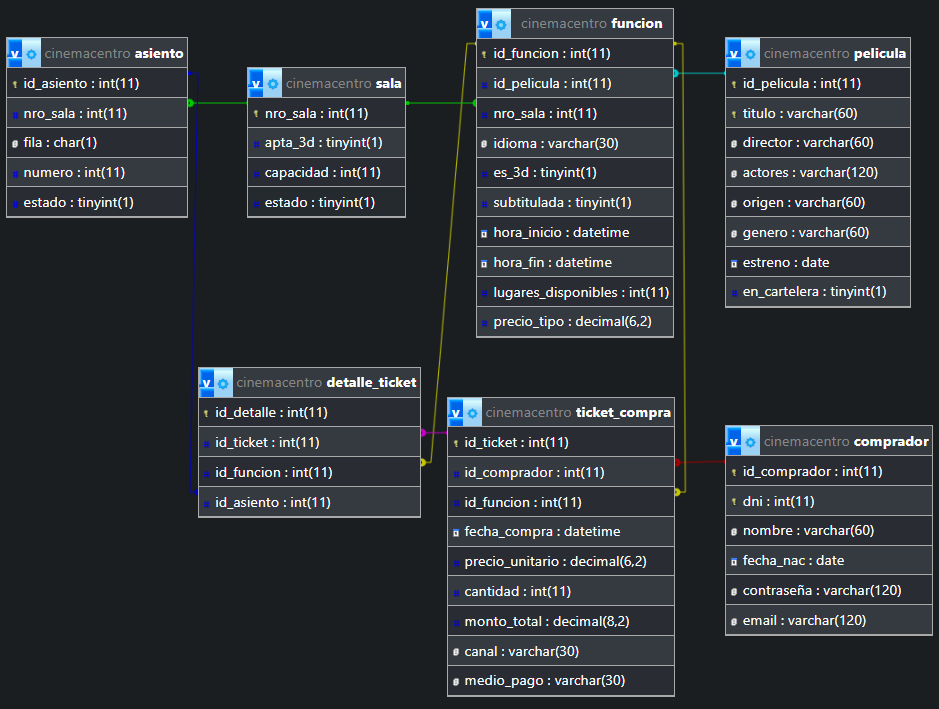 cinemacentro asiento
id_asiento : int(11)
nro_sala : int(11)
fila : char(1)
numero : int(11)
estado : tinyint(1)
cinemacentro sala
nro_sala : int(11)
apta_3d : tinyint(1)
capacidad : int(11)
estado : tinyint(1)
cinemacentro funcion
id_funcion : int(11)
id_pelicula : int(11)
nro_sala : int(11)
idioma : varchar(30)
es_3d : tinyint(1)
subtitulada : tinyint(1)
hora_inicio : datetime
hora_fin : datetime
lugares_disponibles : int(11)
precio_tipo : decimal(6,2)
cinemacentro pelicula
id_pelicula : int(11)
titulo : varchar(60)
director : varchar(60)
actores : varchar(120)
origen : varchar(60)
genero : varchar(60)
estreno : date
en_cartelera : tinyint(1)
cinemacentro detalle_ticket
id_detalle : int(11)
id_ticket : int(11)
id_funcion : int(11)
id_asiento : int(11)
cinemacentro ticket_compra
id_ticket : int(11)
id_comprador : int(11)
id_funcion : int(11)
fecha_compra : datetime
precio_unitario : decimal(6,2)
cantidad : int(11)
monto_total : decimal(8,2)
canal : varchar(30)
medio_pago : varchar(30)
cinemacentro comprador
id_comprador : int(11)
dni : int(11)
nombre : varchar(60)
fecha_nac : date
contraseña : varchar(120)
email : varchar(120)